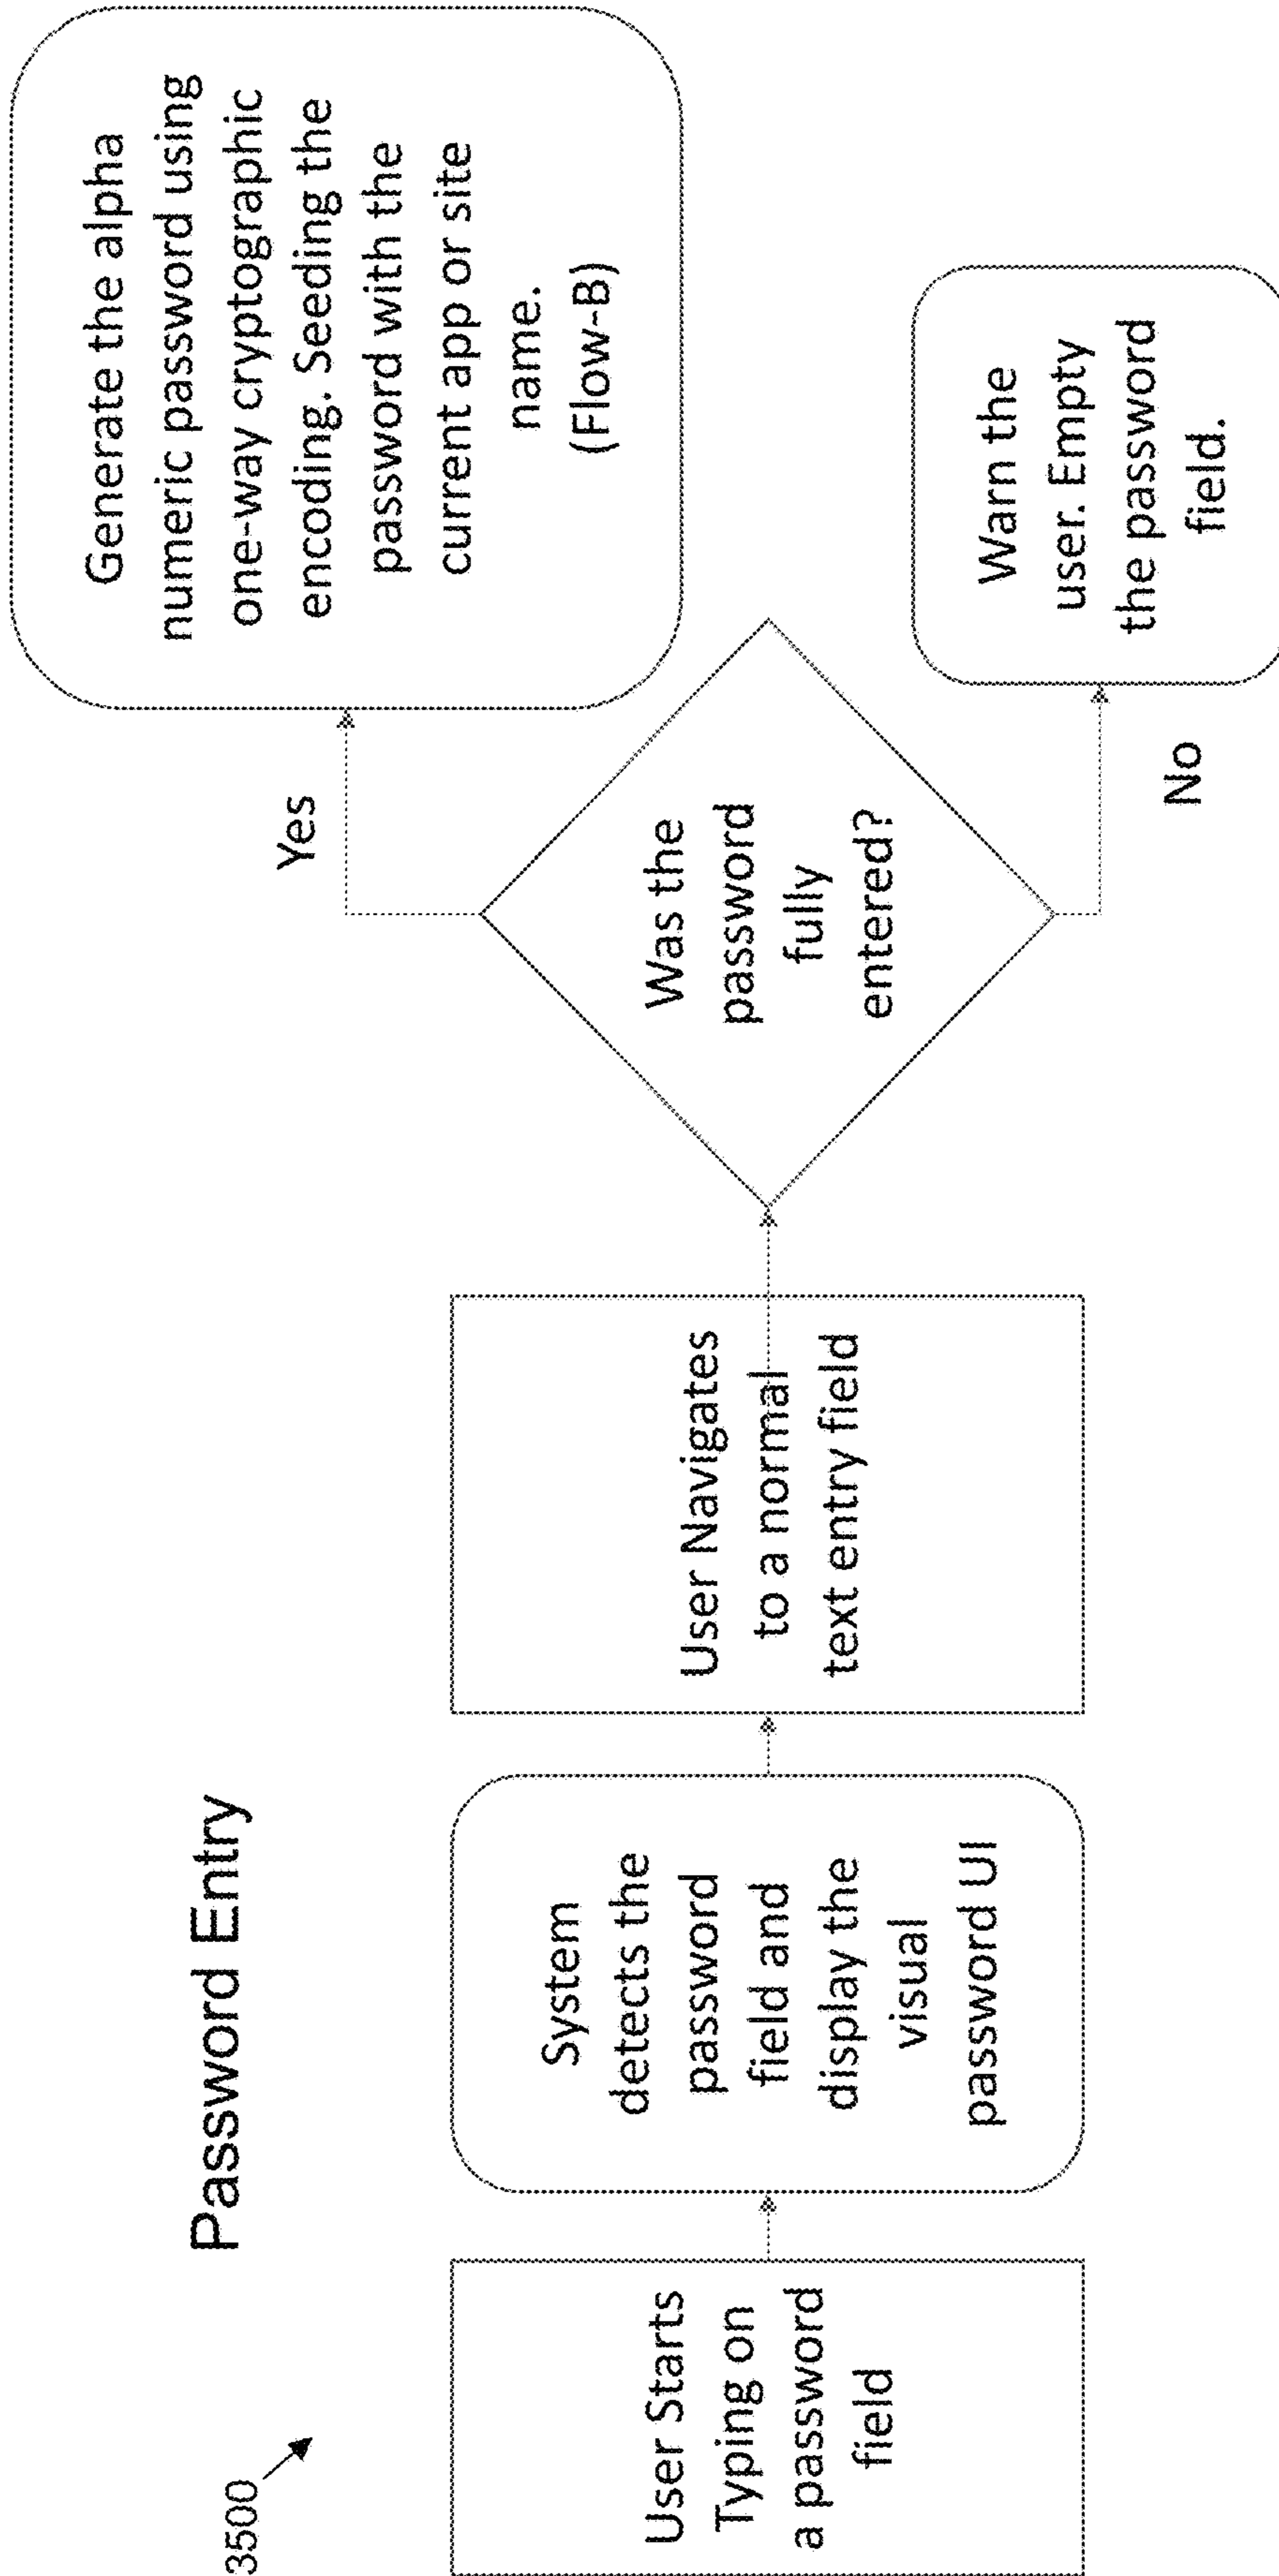 3500
Password Entry
User Starts
Typing on
a password
field
System
detects the
password
field and
display the
visual
password UI
User Navigates
to a normal
text entry field
Was the
password
fully
entered?
Yes
Generate the alpha
numeric password using
one-way cryptographic
encoding. Seeding the
password with the
current app or site
name.
(Flow-B)
No
Warn the
user. Empty
the password
field.